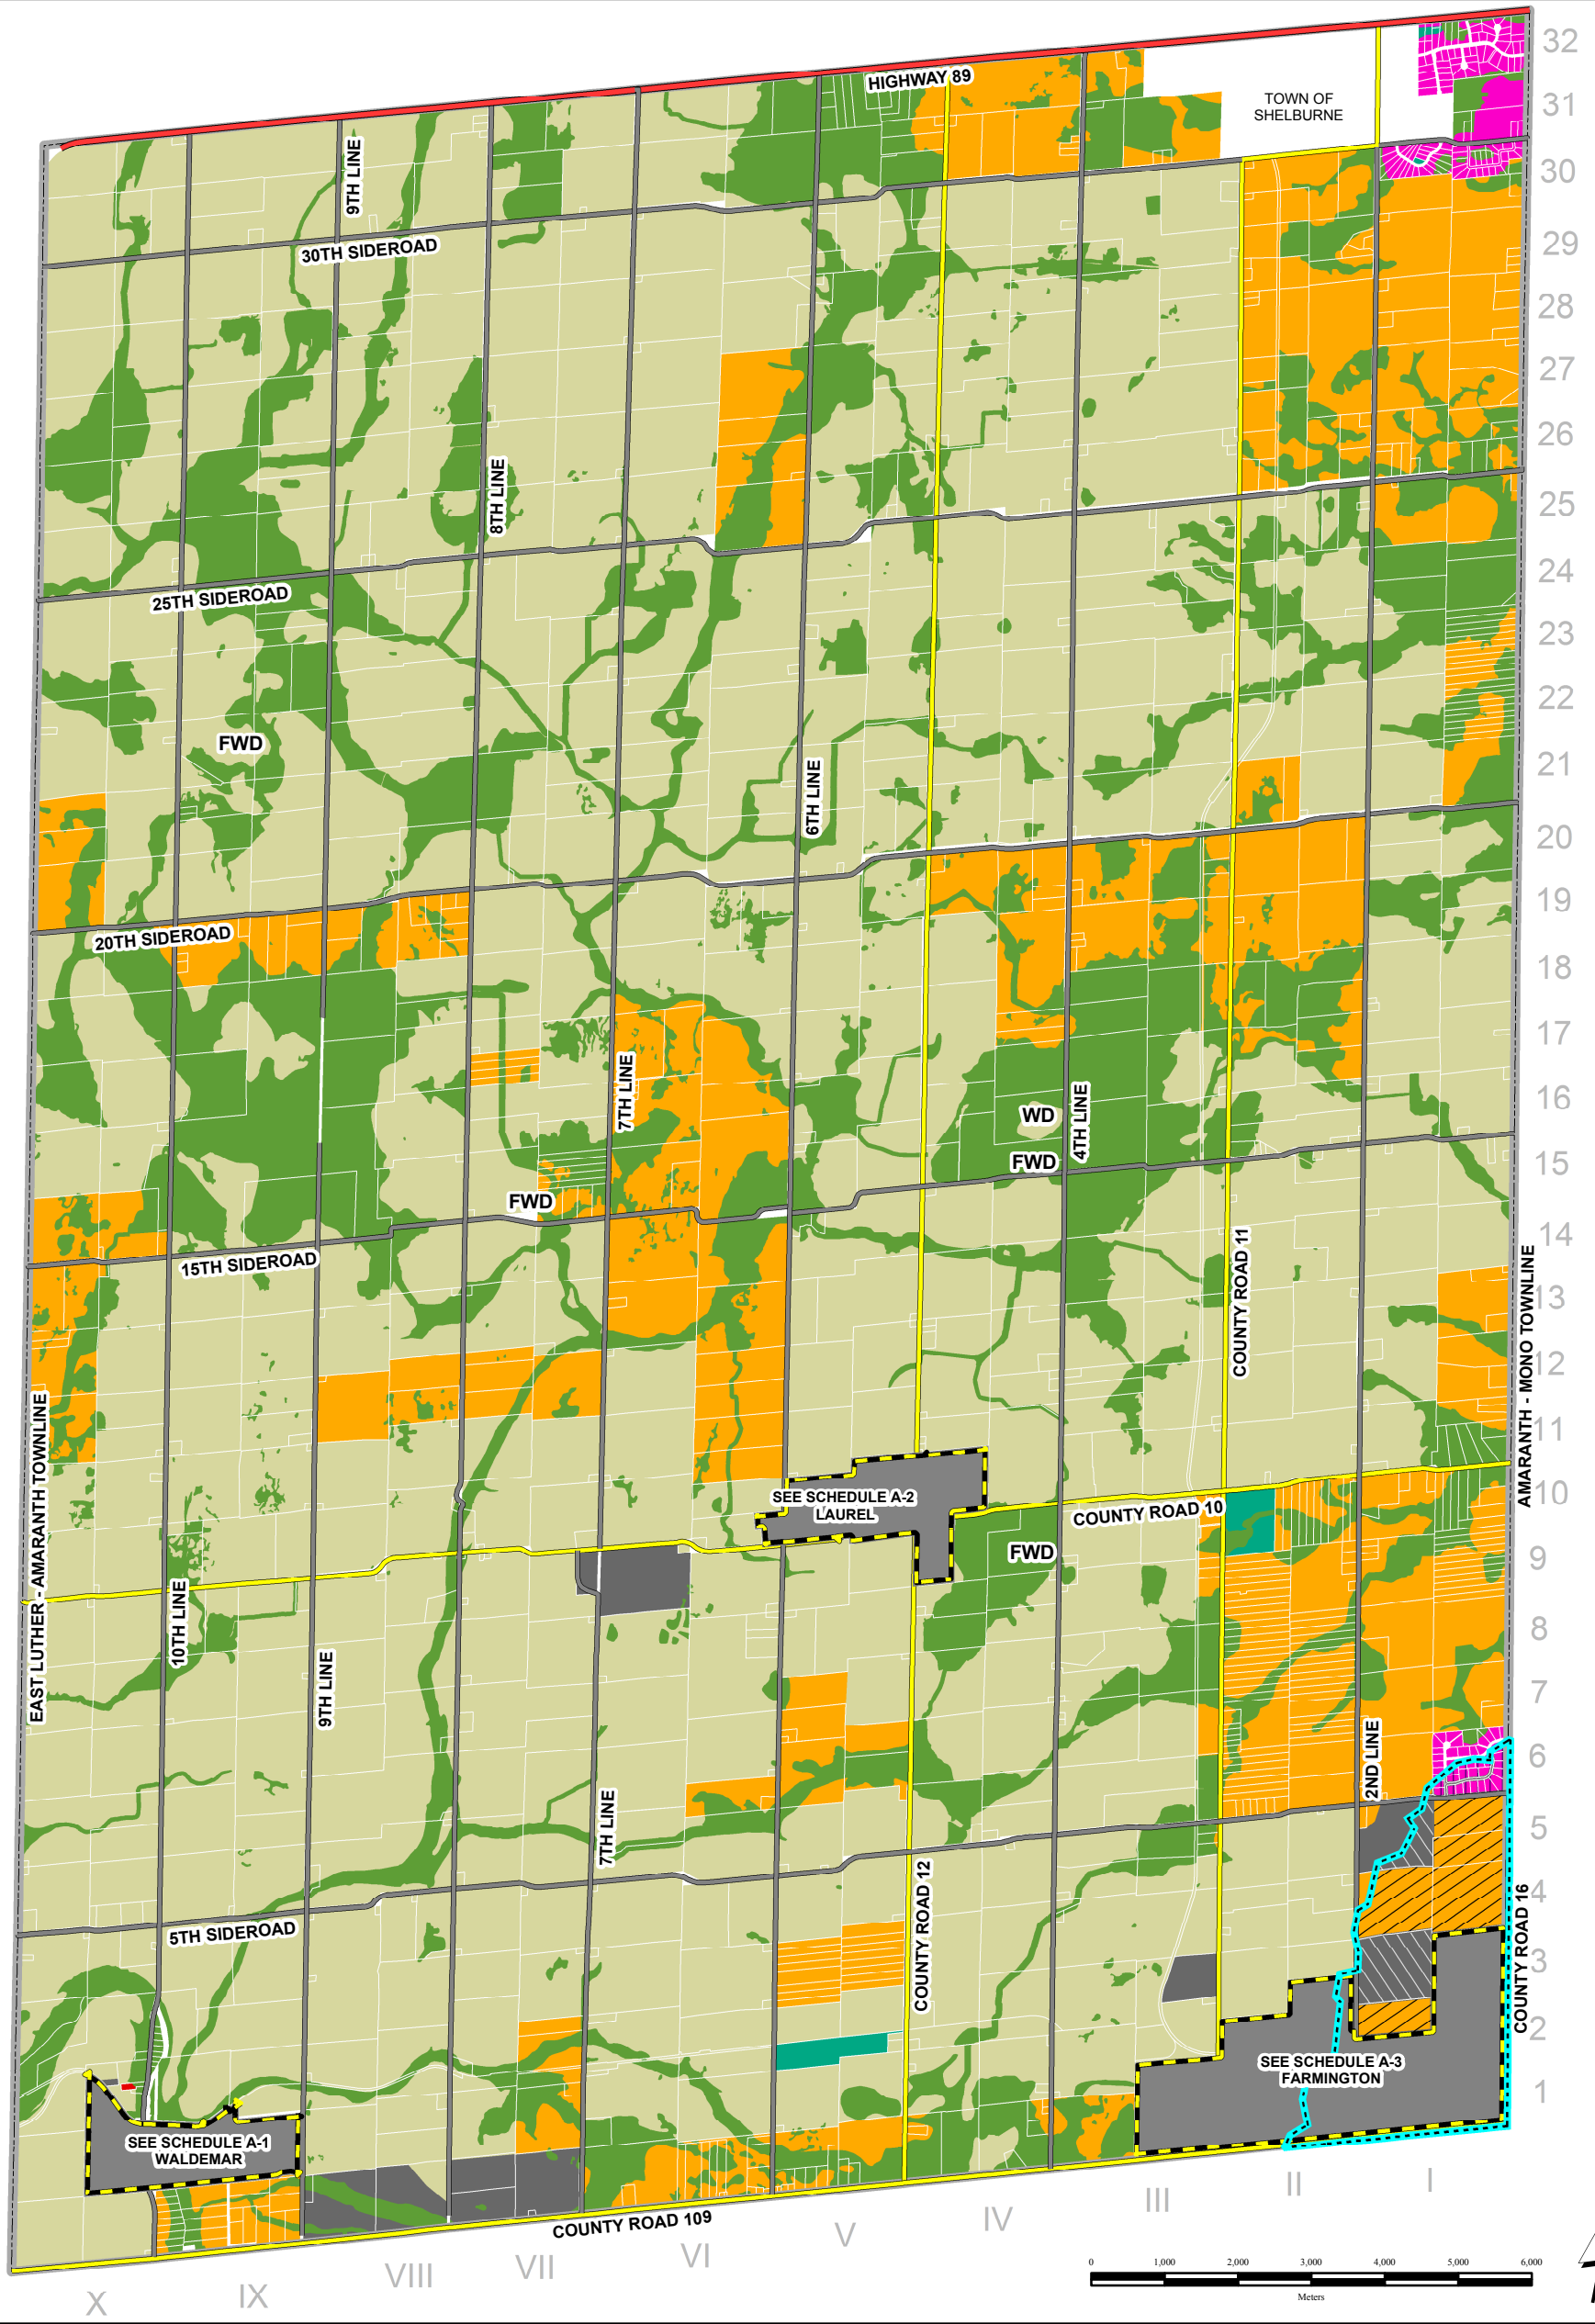 32
HIGHWAY 89
TOWN OF
SHELBURNE
31
9TH LINE
30
30TH SIDEROAD
29
28
27
26
8TH LINE
25
25TH SIDEROAD
24
23
22
FWD
21
6TH LINE
20
19
20TH SIDEROAD
18
17
7TH LINE
16
WD
4TH LINE
FWD
15
FWD
14
15TH SIDEROAD
COUNTY ROAD 11
AMARANTH - MONO TOWNLINE
13
12
EAST LUTHER - AMARANTH TOWNLINE
11
SEE SCHEDULE A-2
LAUREL
10
COUNTY ROAD 10
FWD
9
10TH LINE
8
9TH LINE
7
2ND LINE
6
7TH LINE
5
COUNTY ROAD 12
4
COUNTY ROAD 16
5TH SIDEROAD
3
2
SEE SCHEDULE A-3
FARMINGTON
1
SEE SCHEDULE A-1
WALDEMAR
COUNTY ROAD 109
X
IX
VIII
VII
VI
V
IV
III
II
I
0 1,000 2,000 3,000 4,000 5,000 6,000
Meters